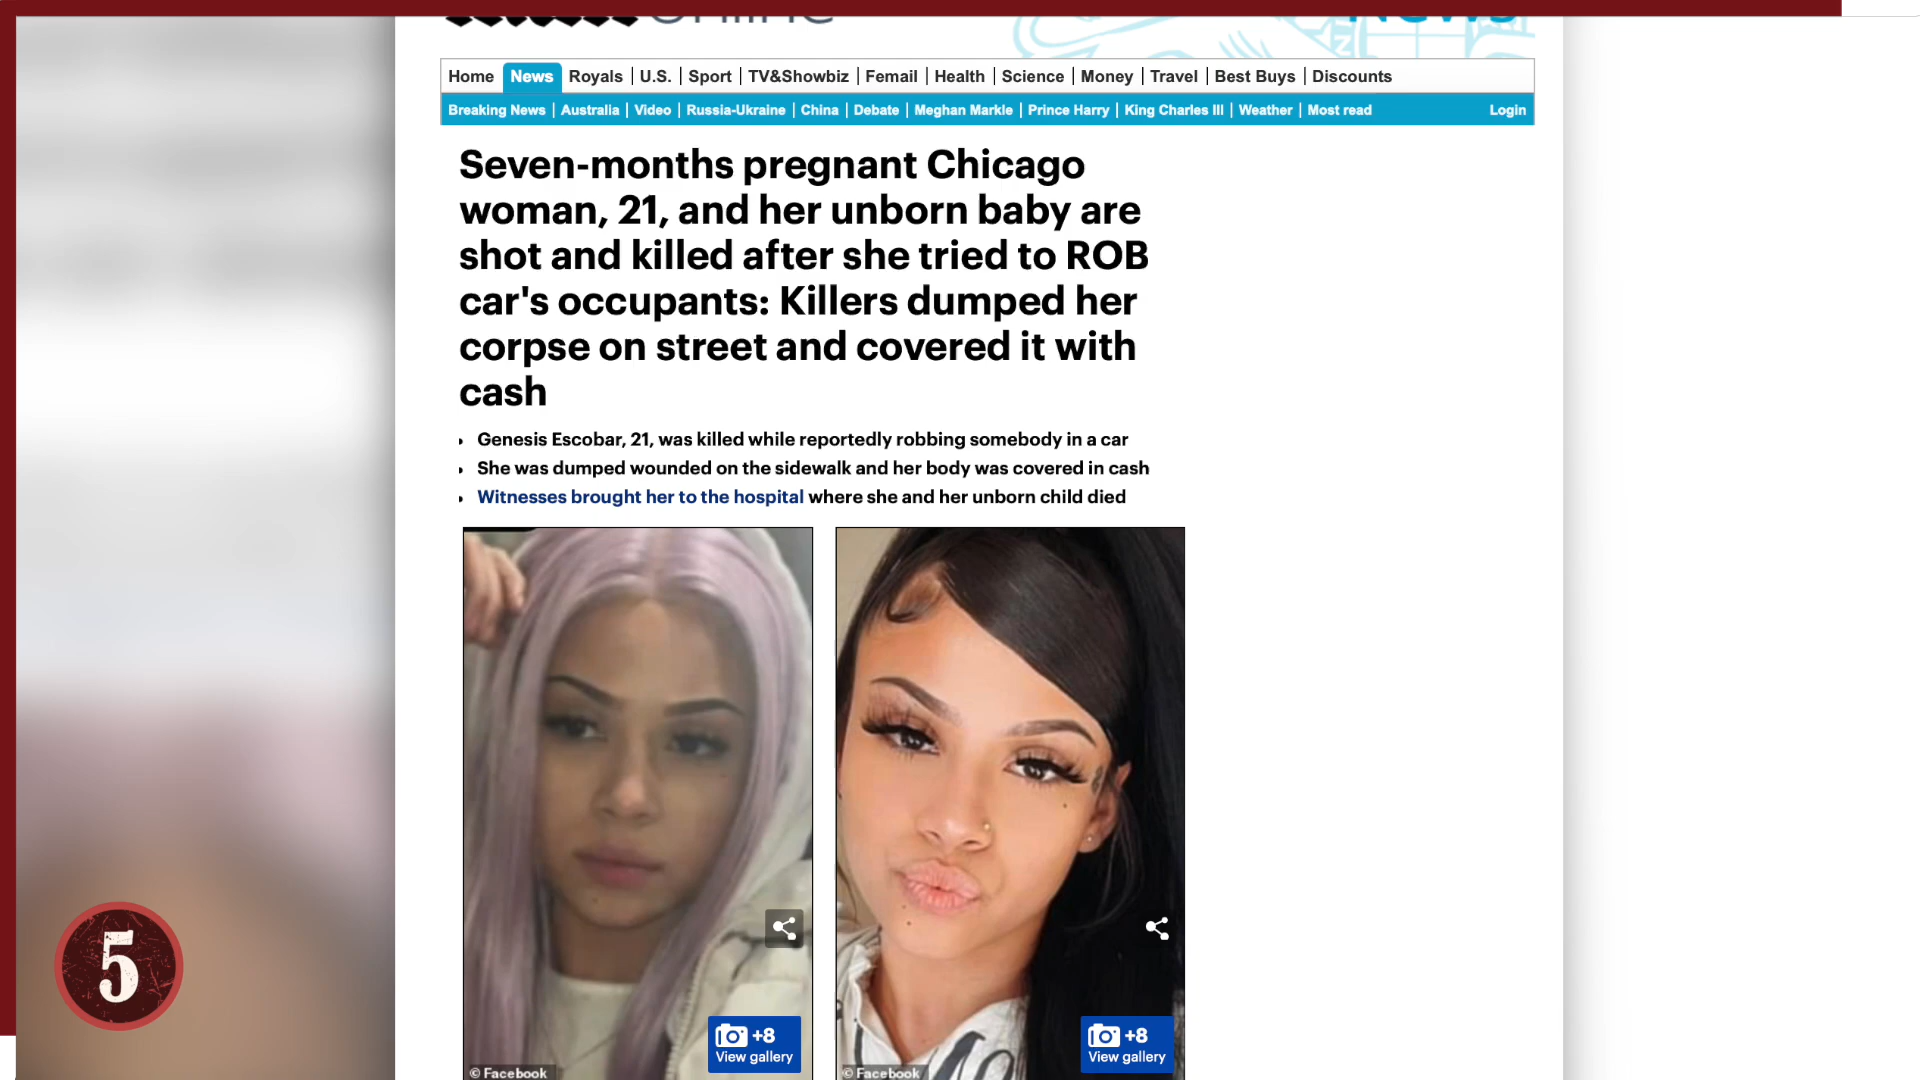 Home News Royals U.S. Sport TV&Showbiz Femail Health Science Money Travel Best Buys Discounts
Breaking News Australia Video Russia-Ukraine China Debate Meghan Markle Prince Harry King Charles III Weather Most read Login
Seven-months pregnant Chicago
woman, 21, and her unborn baby are
shot and killed after she tried to ROB
car's occupants: Killers dumped her
corpse on street and covered it with
cash
Genesis Escobar, 21, was killed while reportedly robbing somebody in a car
She was dumped wounded on the sidewalk and her body was covered in cash
Witnesses brought her to the hospital where she and her unborn child died
+8
View gallery
© Facebook
+8
View gallery
© Facebook
5